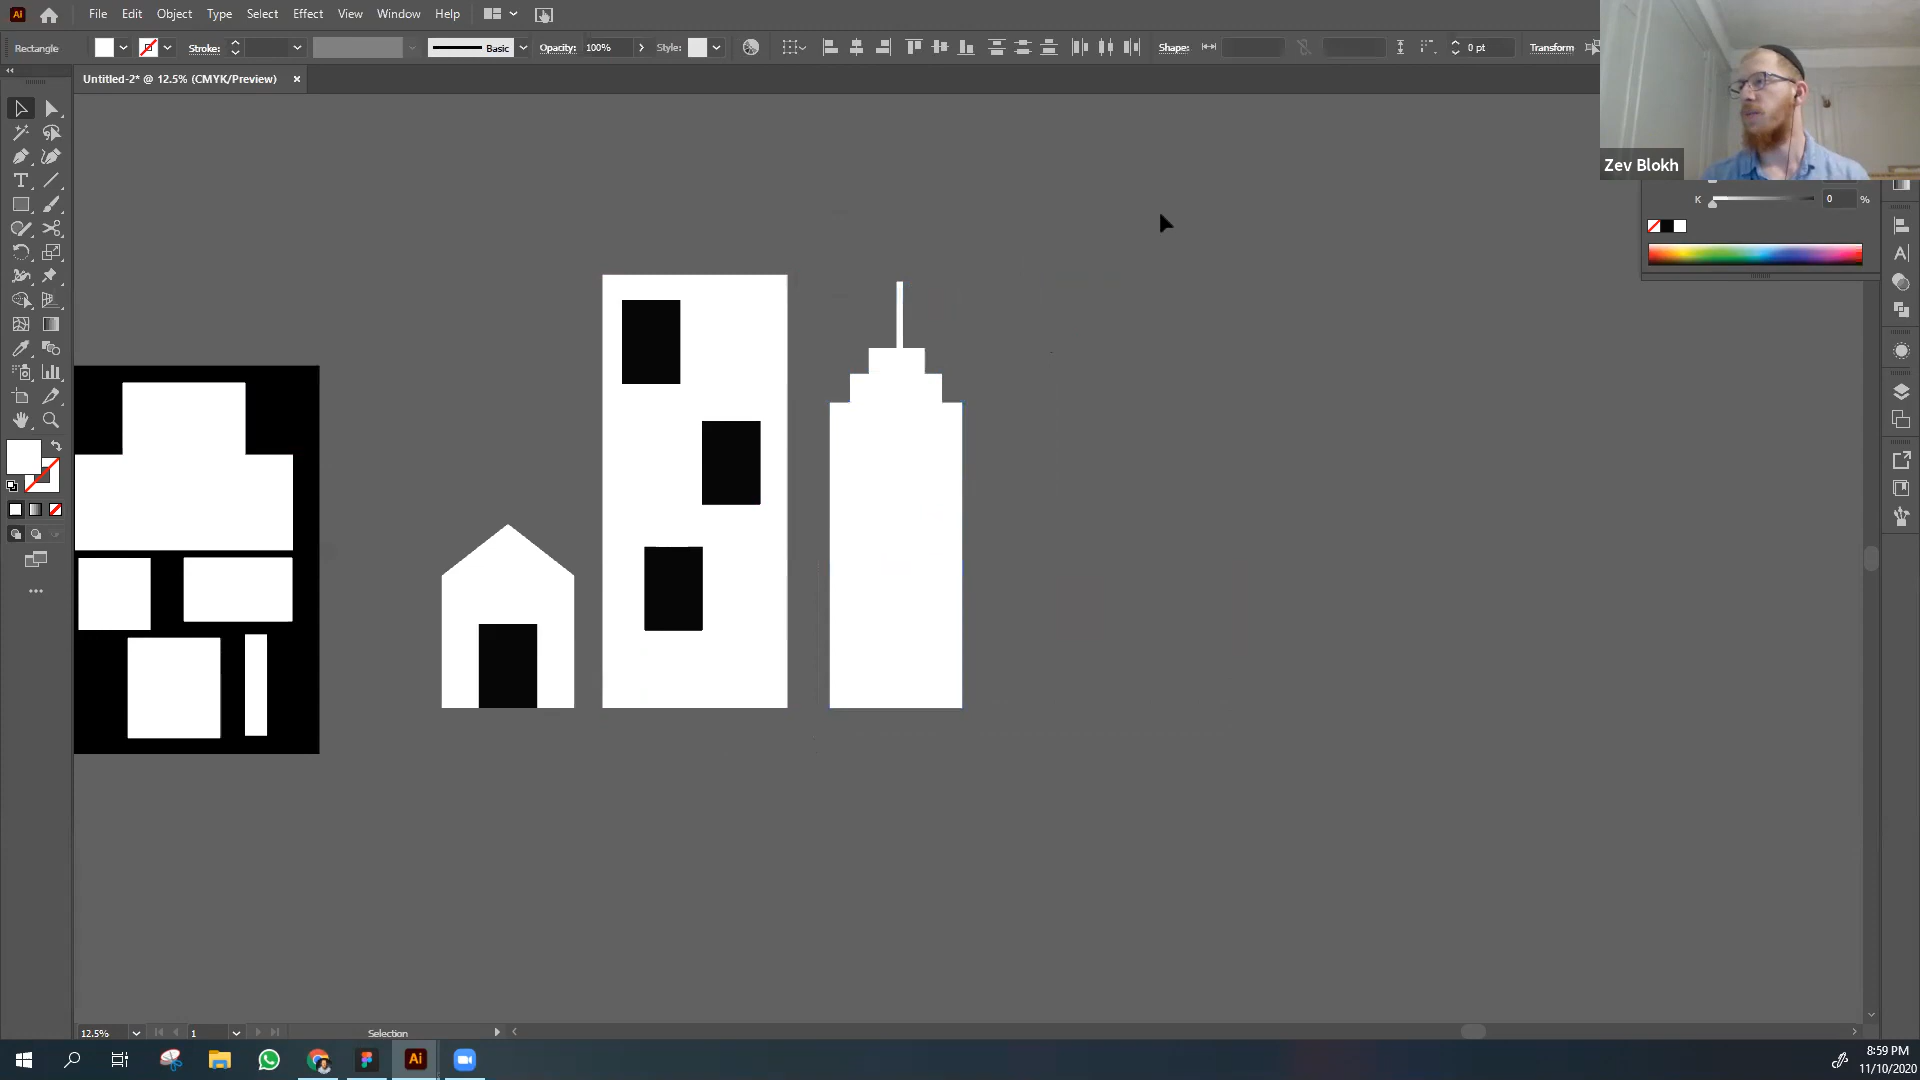 Ai File Edit Object Type Select Effect View Window Help
Rectangle Stroke: Basic Opacity: 100% Style: Shape: 0 pt Transform
Untitled-2* @ 12.5% (CMYK/Preview) ×
Zev Blokh
K 0 %
12.5% 1 Selection
Ai
8:59 PM
11/10/2020